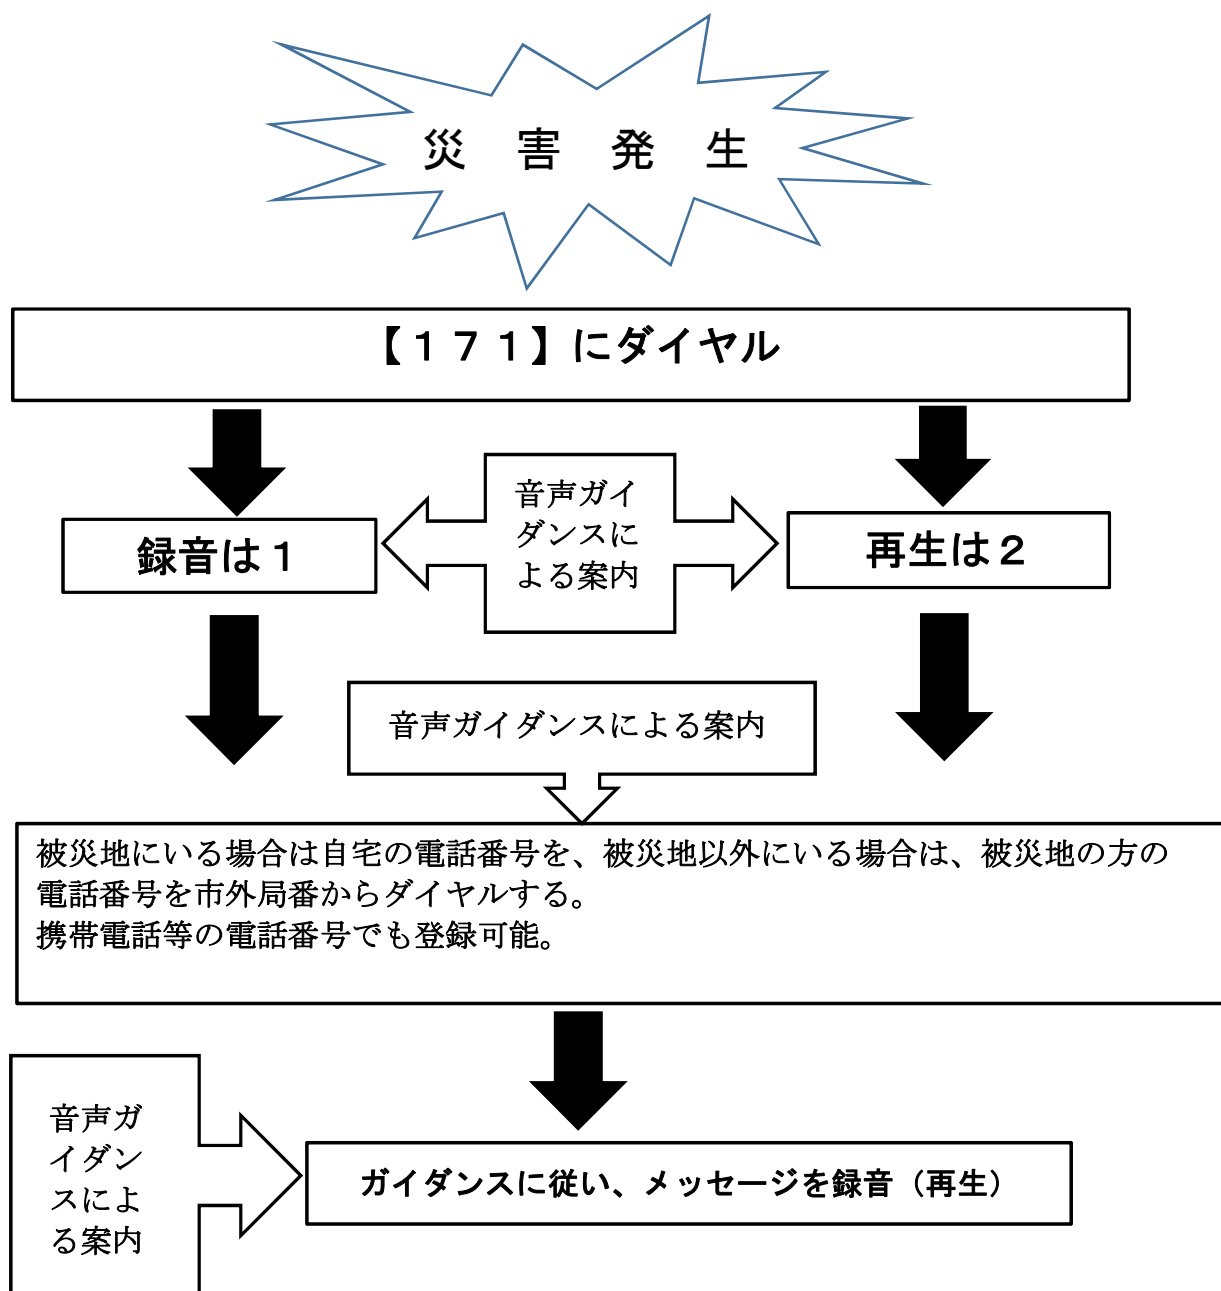 災　害　発　生
【１７１】にダイヤル
録音は１
音声ガイ
ダンスに
よる案内
再生は２
音声ガイダンスによる案内
被災地にいる場合は自宅の電話番号を、被災地以外にいる場合は、被災地の方の
電話番号を市外局番からダイヤルする。
携帯電話等の電話番号でも登録可能。
音声ガ
イダン
スによ
る案内
ガイダンスに従い、メッセージを録音（再生）